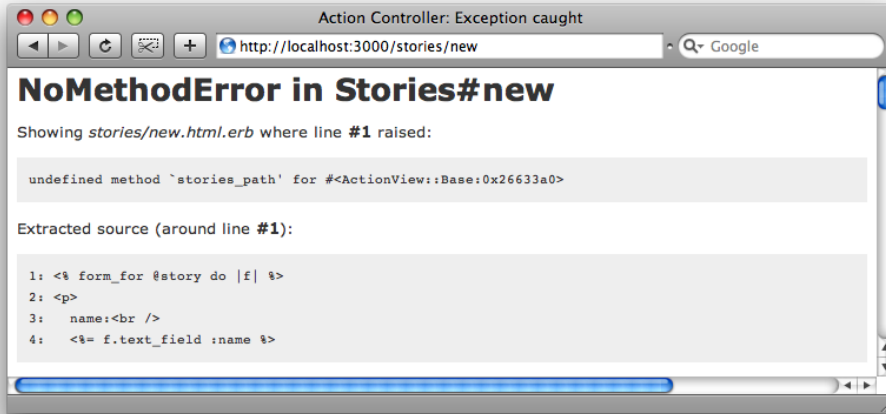 Action Controller: Exception caught
http://localhost:3000/stories/new
Google
NoMethodError in Stories#new
Showing stories/new.html.erb where line #1 raised:
undefined method `stories_path' for #<ActionView::Base:0x26633a0>
Extracted source (around line #1):
1: <% form_for @story do |f| %>
2: <p>
3:   name:<br />
4:   <%= f.text_field :name %>